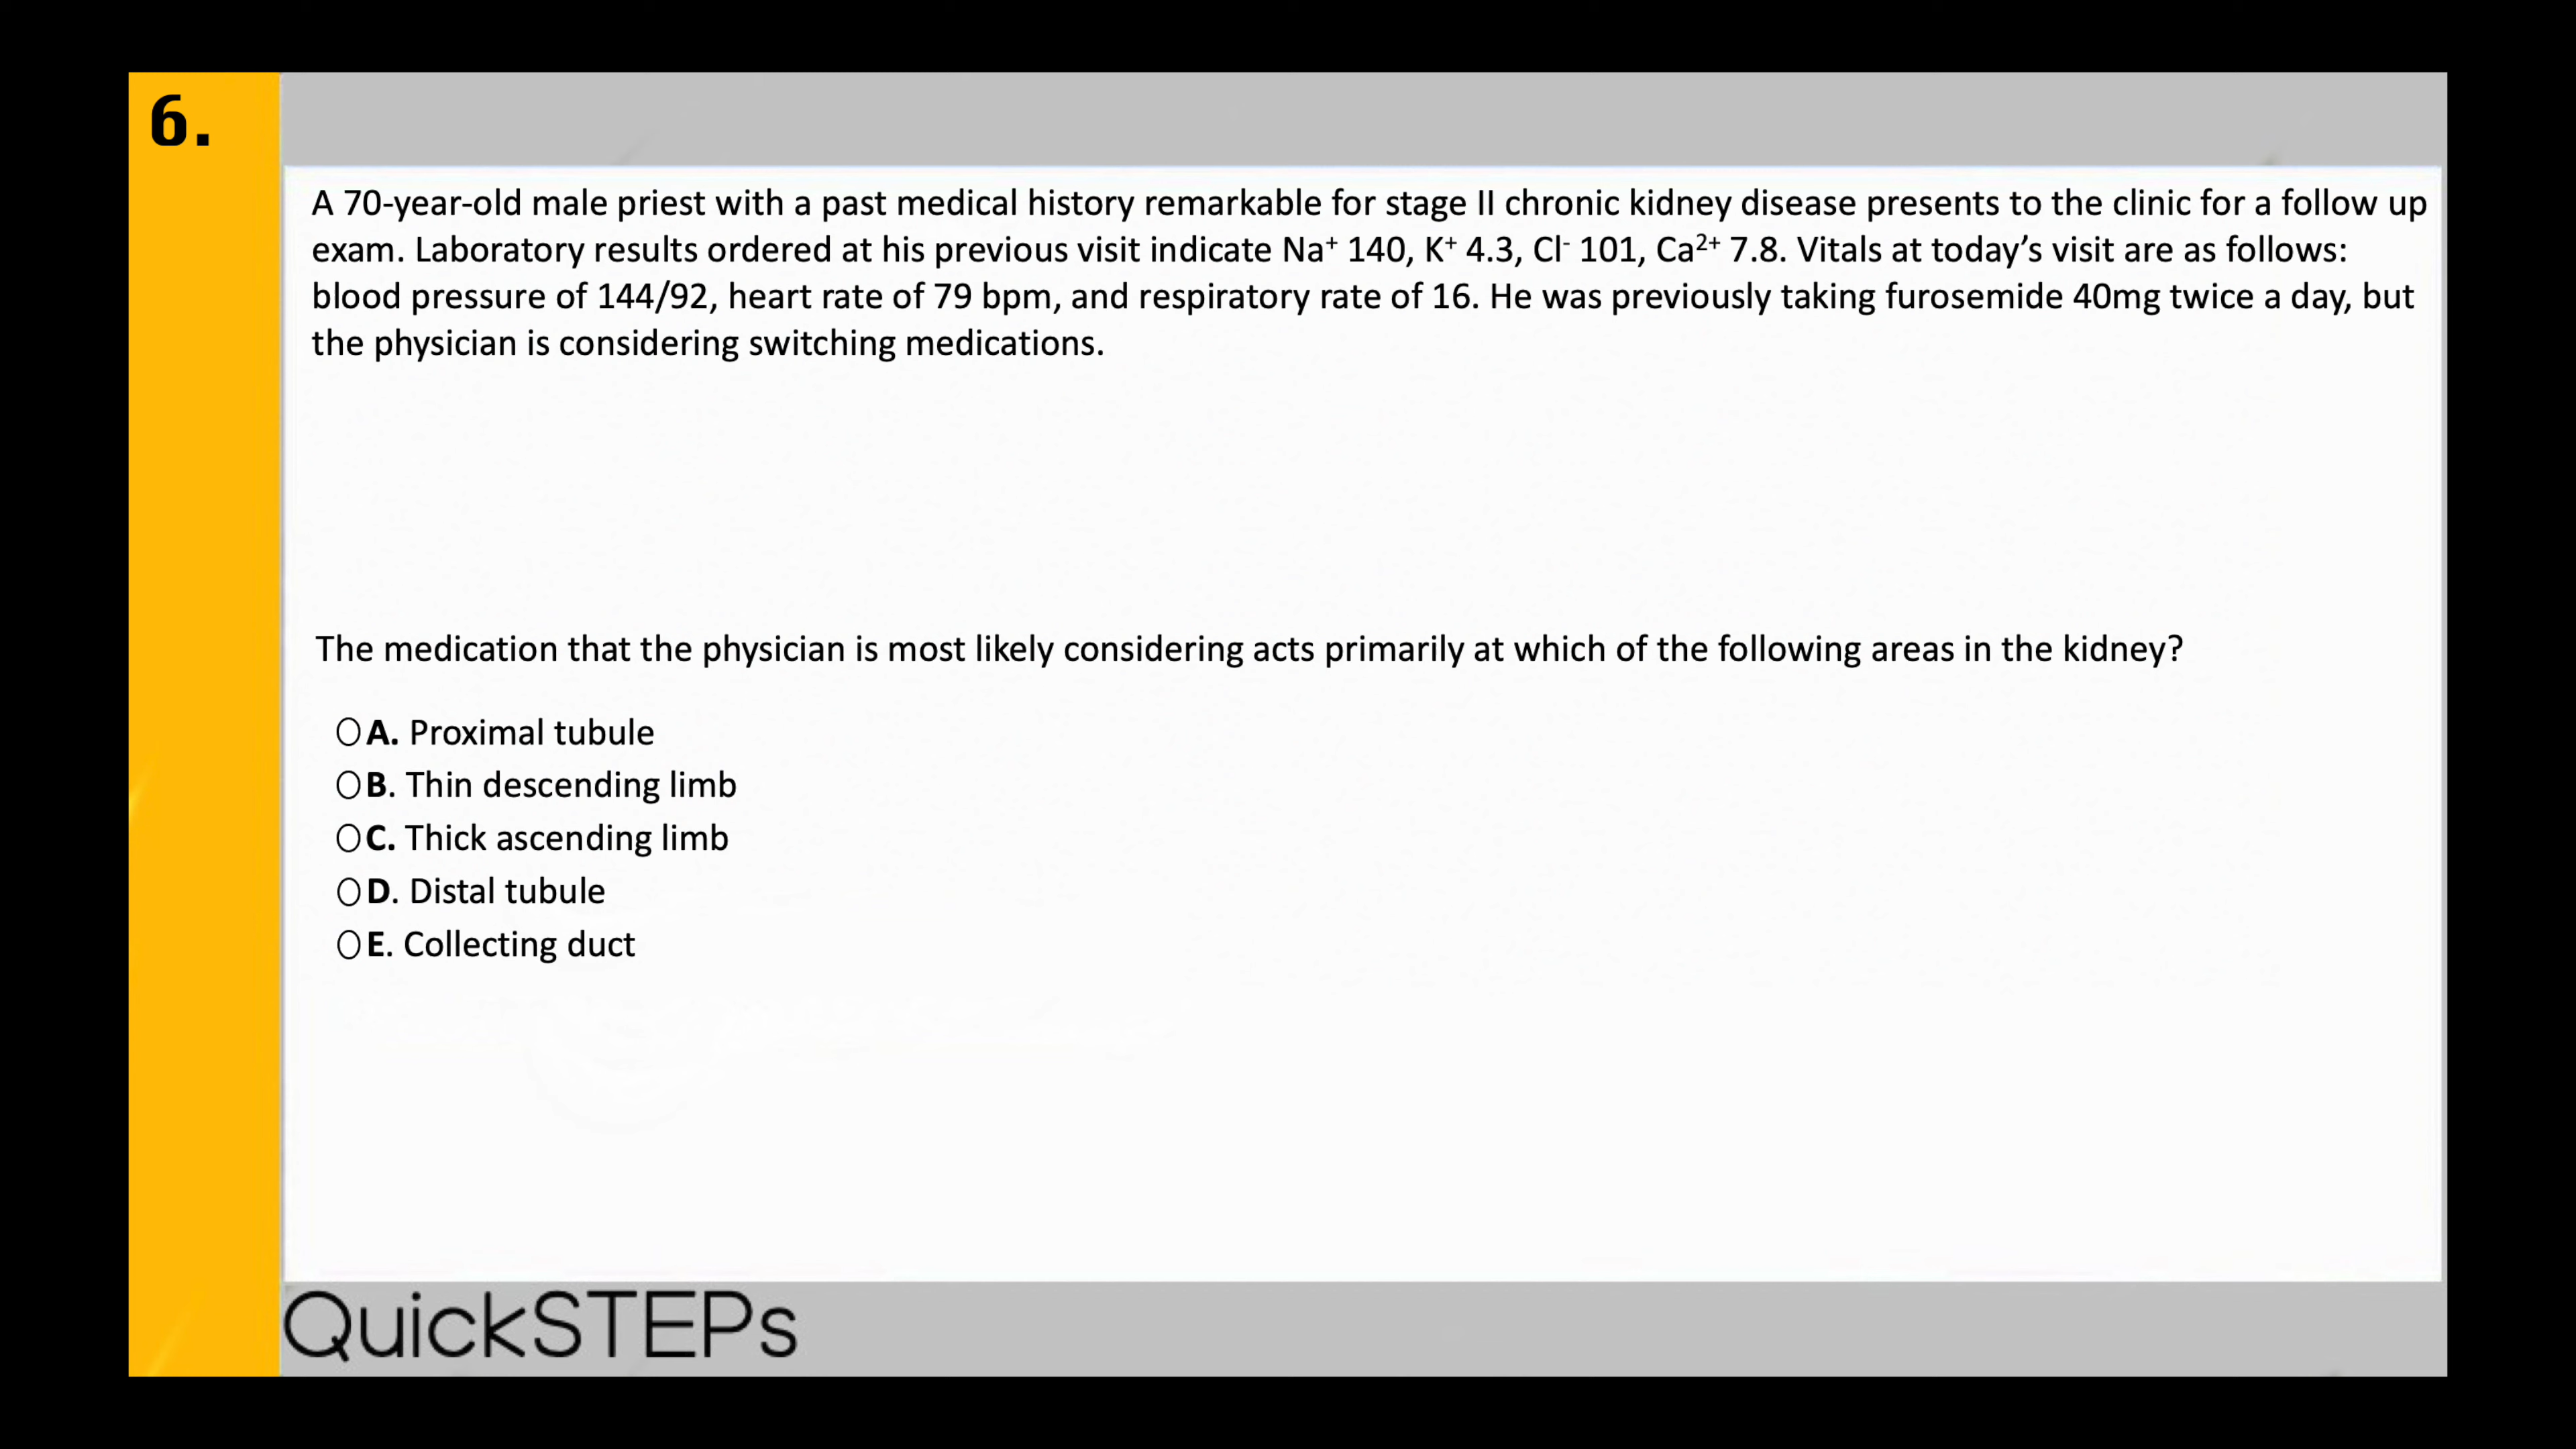 6.
A 70-year-old male priest with a past medical history remarkable for stage II chronic kidney disease presents to the clinic for a follow up
exam. Laboratory results ordered at his previous visit indicate Na⁺ 140, K⁺ 4.3, Cl⁻ 101, Ca²⁺ 7.8. Vitals at today’s visit are as follows:
blood pressure of 144/92, heart rate of 79 bpm, and respiratory rate of 16. He was previously taking furosemide 40mg twice a day, but
the physician is considering switching medications.
The medication that the physician is most likely considering acts primarily at which of the following areas in the kidney?
A. Proximal tubule
B. Thin descending limb
C. Thick ascending limb
D. Distal tubule
E. Collecting duct
QuickSTEPs